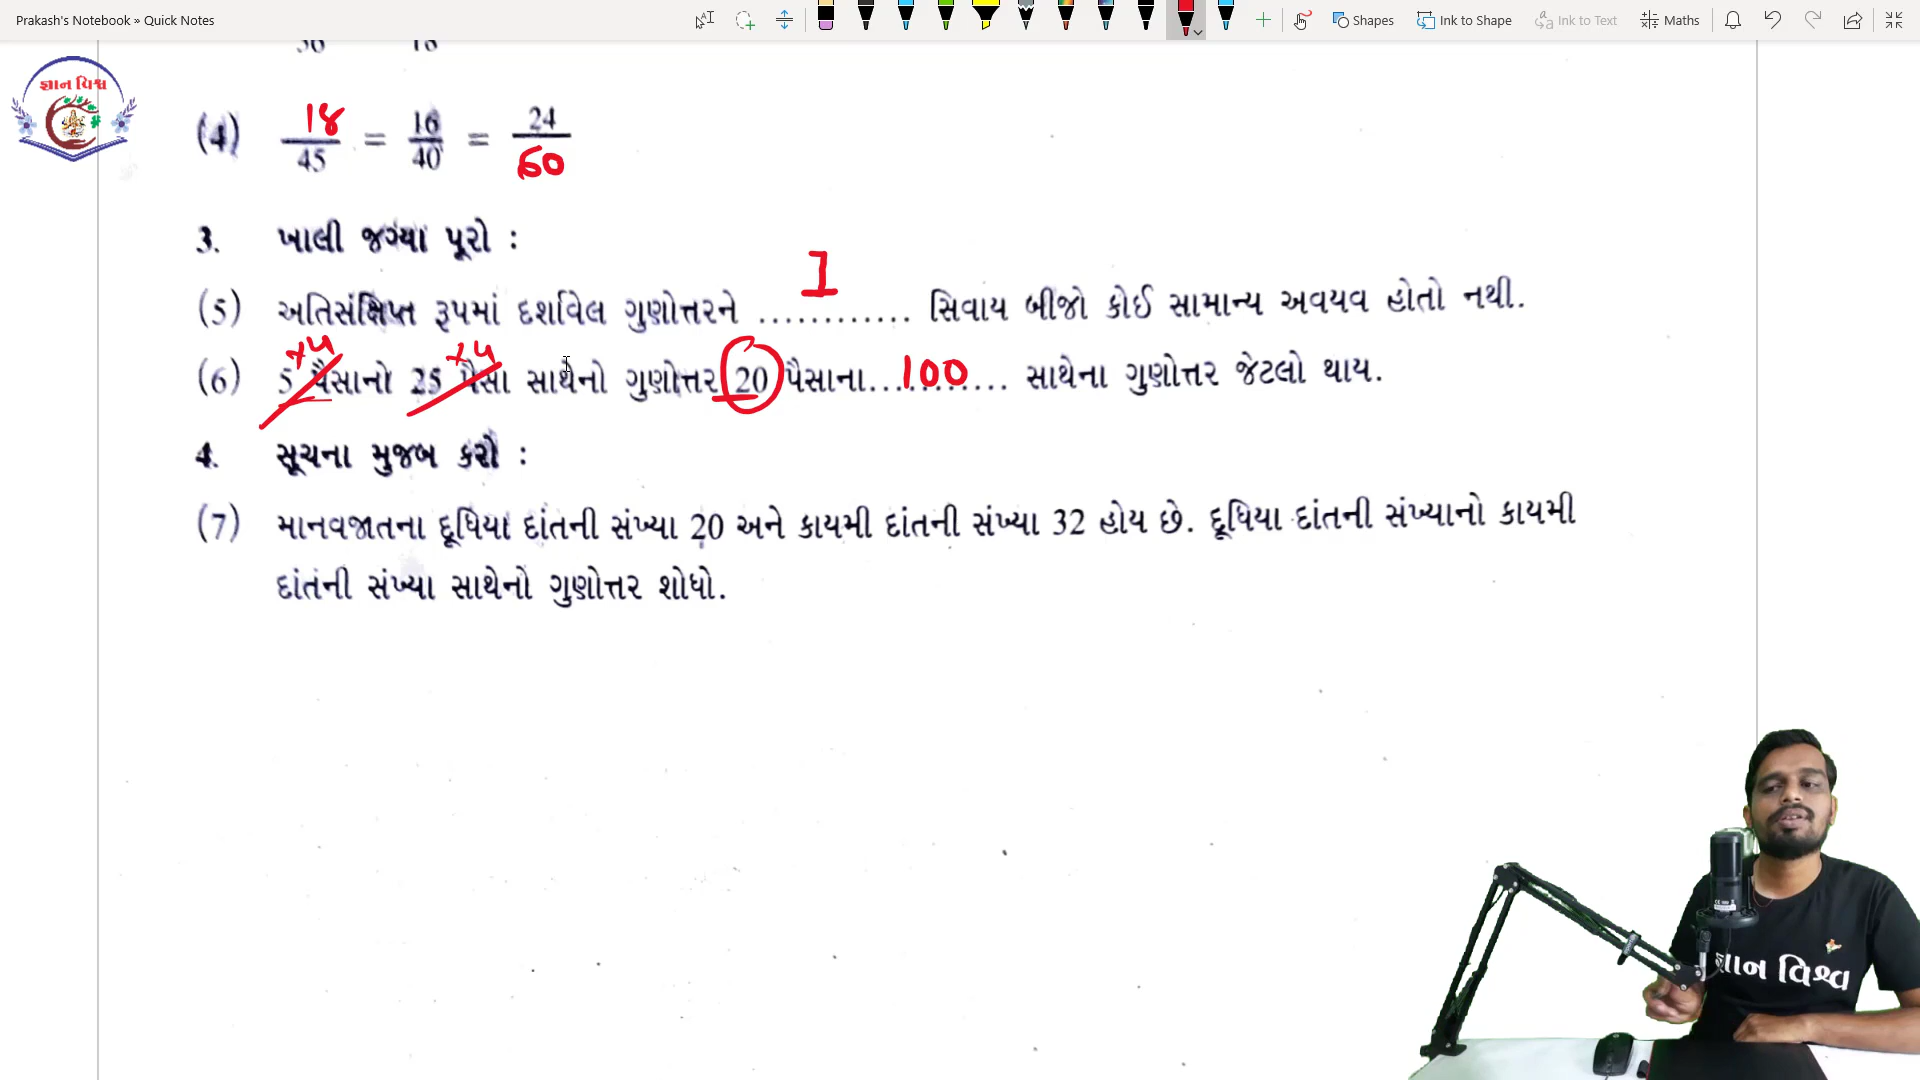 Prakash's Notebook » Quick Notes
Shapes
Ink to Shape
Ink to Text
Maths
જ્ઞાન વિશ્વ
(4) 18/45 = 16/40 = 24/60
3. ખાલી જગ્યા પૂરો :
(5) અતિસંક્ષિપ્ત રૂપમાં દર્શાવેલ ગુણોત્તરને ............ 1 સિવાય બીજો કોઈ સામાન્ય અવયવ હોતો નથી.
×4 ×4
(6) 5 પૈસાનો 25 પૈસા સાથેનો ગુણોત્તર 20 પૈસાના... 100 ... સાથેના ગુણોત્તર જેટલો થાય.
4. સૂચના મુજબ કરો :
(7) માનવજાતના દૂધિયા દાંતની સંખ્યા 20 અને કાયમી દાંતની સંખ્યા 32 હોય છે. દૂધિયા દાંતની સંખ્યાનો કાયમી
દાંતની સંખ્યા સાથેનો ગુણોત્તર શોધો.
જ્ઞાન વિશ્વ